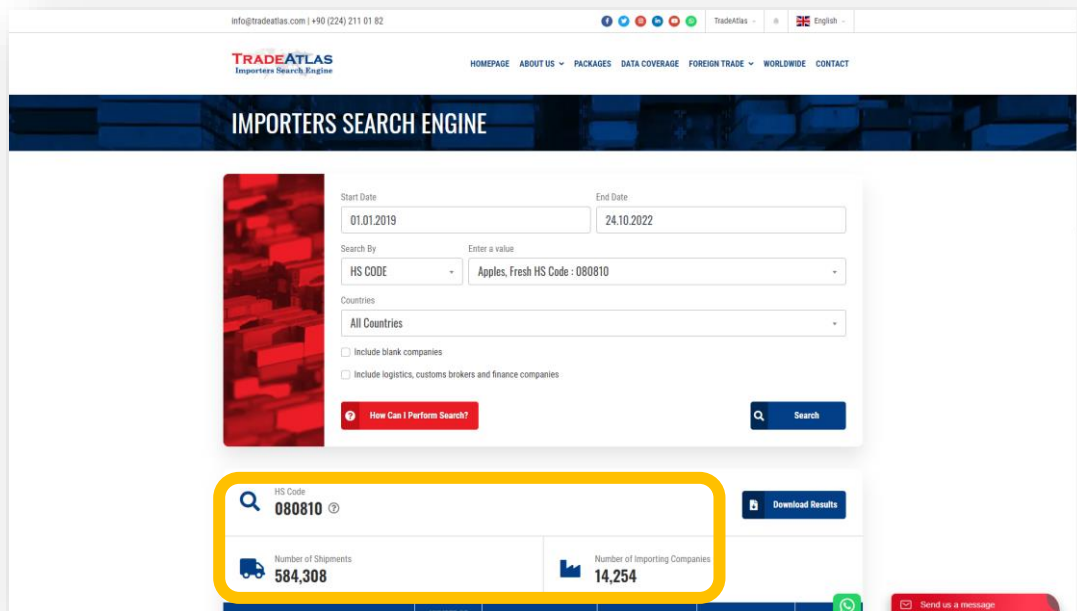 info@tradeatlas.com | +90 (224) 211 01 82
TradeAtlas
English
TRADEATLAS
Importers Search Engine
HOMEPAGE ABOUT US PACKAGES DATA COVERAGE FOREIGN TRADE WORLDWIDE CONTACT
IMPORTERS SEARCH ENGINE
Start Date End Date
01.01.2019 24.10.2022
Search By Enter a value
HS CODE Apples, Fresh HS Code : 080810
Countries
All Countries
Include blank companies
Include logistics, customs brokers and finance companies
How Can I Perform Search? Search
HS Code
080810
Download Results
Number of Shipments Number of Importing Companies
584,308 14,254
Send us a message